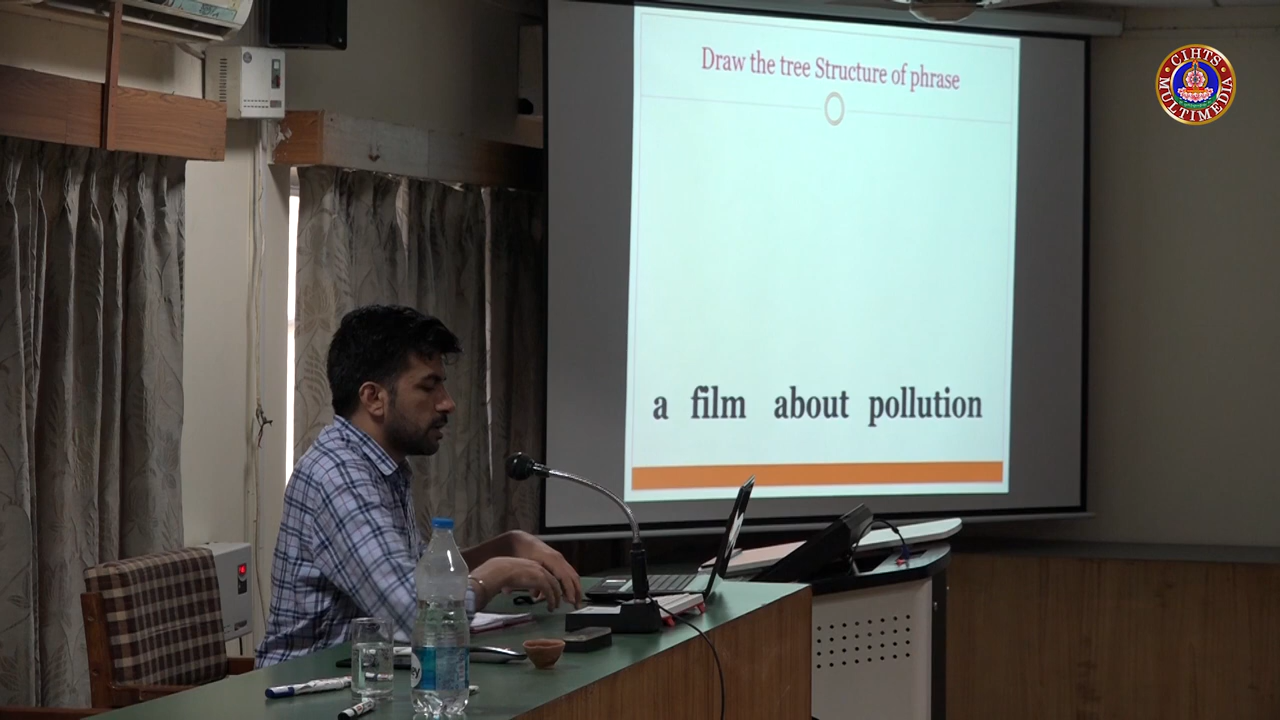 Draw the tree Structure of phrase
a film about pollution
CIHTS
MULTIMEDIA